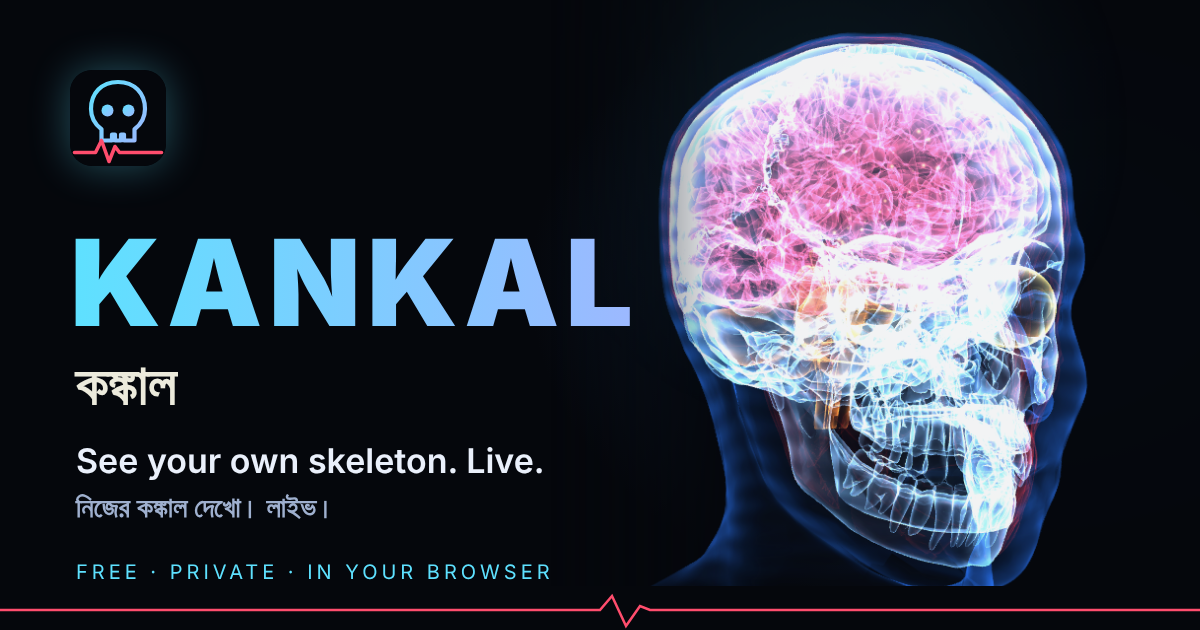 KANKAL
কঙ্কাল
See your own skeleton. Live.
নিজের কঙ্কাল দেখো। লাইভ।
FREE · PRIVATE · IN YOUR BROWSER